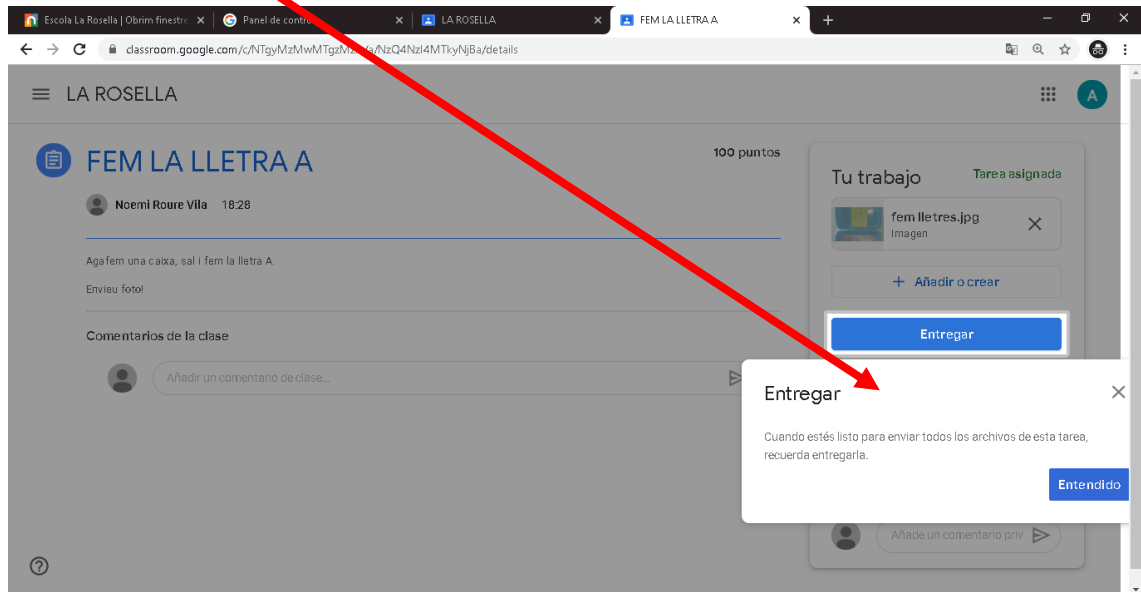 Escola La Rosella | Obrim finestre
Panel de contro
LA ROSELLA
FEM LA LLETRA A
classroom.google.com/c/NTgyMzMwMTgzMz a/NzQ4NzI4MTkyNjBa/details
LA ROSELLA
A
FEM LA LLETRA A
100 puntos
Noemi Roure Vila 18:28
Agafem una caixa, sal i fem la lletra A.
Envieu foto!
Comentarios de la clase
Añadir un comentario de clase...
Tu trabajo
Tarea asignada
fem lletres.jpg
Imagen
+ Añadir o crear
Entregar
Entregar
Cuando estés listo para enviar todos los archivos de esta tarea,
recuerda entregarla.
Entendido
Añade un comentario priv